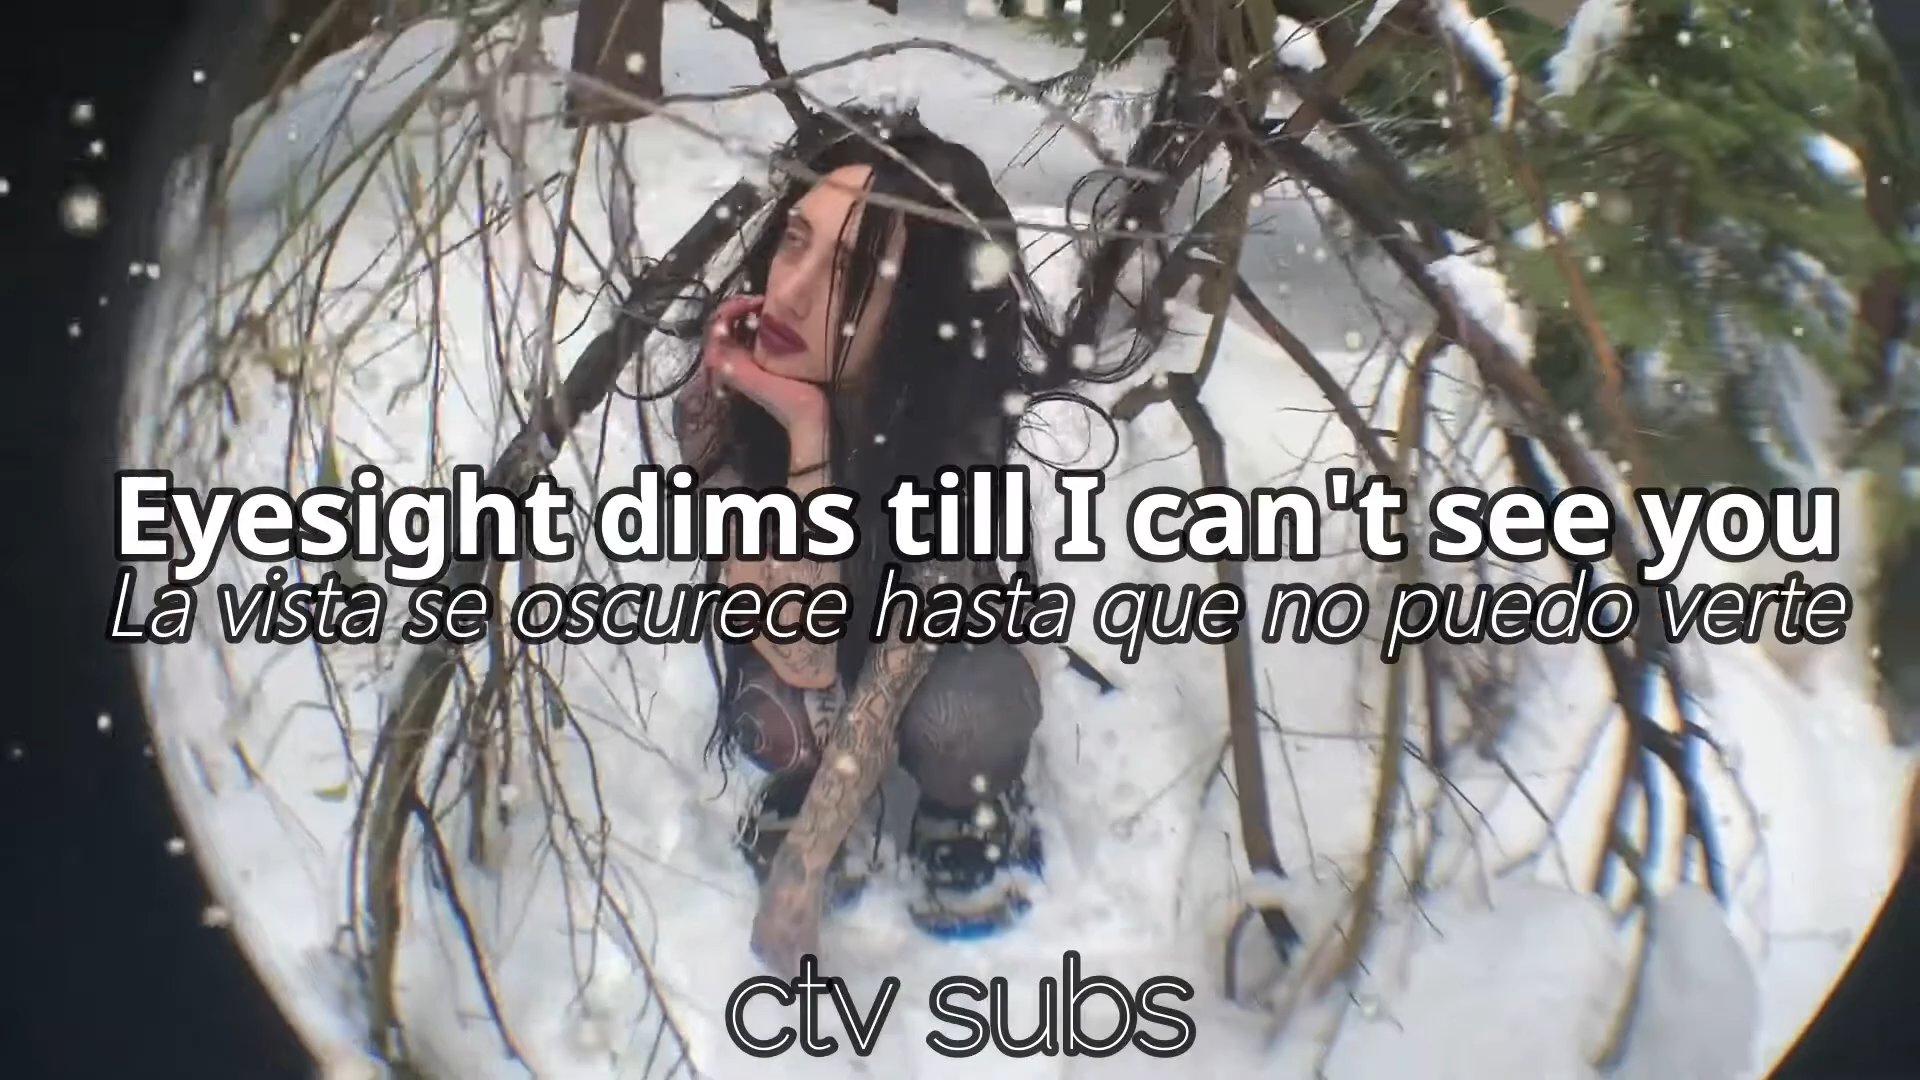 Eyesight dims till I can't see you
La vista se oscurece hasta que no puedo verte
ctv subs